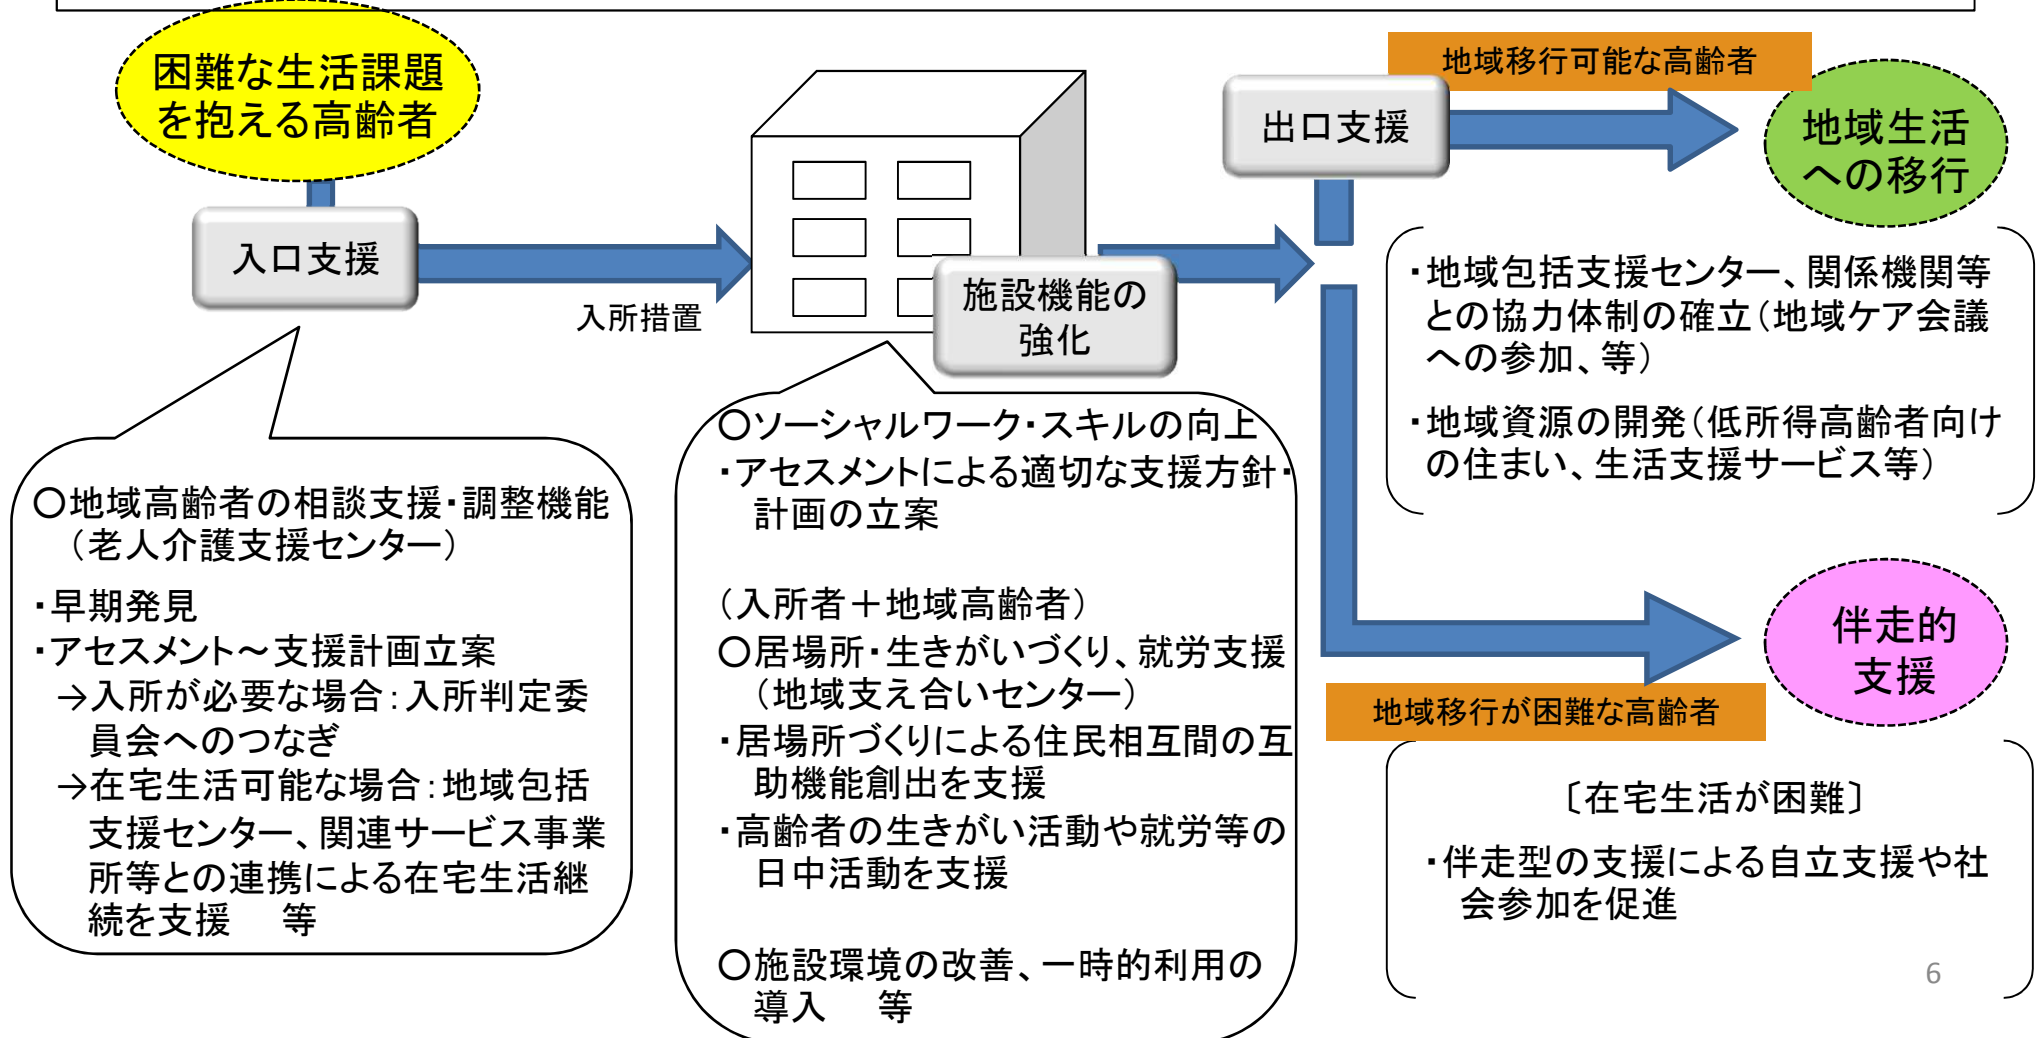 困難な生活課題
を抱える高齢者
入口支援
入所措置
施設機能の
強化
出口支援
地域移行可能な高齢者
地域生活
への移行
・地域包括支援センター、関係機関等
との協力体制の確立（地域ケア会議
への参加、等）
・地域資源の開発（低所得高齢者向け
の住まい、生活支援サービス等）
伴走的
支援
地域移行が困難な高齢者
〔在宅生活が困難〕
・伴走型の支援による自立支援や社
会参加を促進
○地域高齢者の相談支援・調整機能
（老人介護支援センター）
・早期発見
・アセスメント～支援計画立案
→入所が必要な場合：入所判定委
員会へのつなぎ
→在宅生活可能な場合：地域包括
支援センター、関連サービス事業
所等との連携による在宅生活継
続を支援　等
○ソーシャルワーク・スキルの向上
・アセスメントによる適切な支援方針・
計画の立案
（入所者＋地域高齢者）
○居場所・生きがいづくり、就労支援
（地域支え合いセンター）
・居場所づくりによる住民相互間の互
助機能創出を支援
・高齢者の生きがい活動や就労等の
日中活動を支援
○施設環境の改善、一時的利用の
導入　等
6